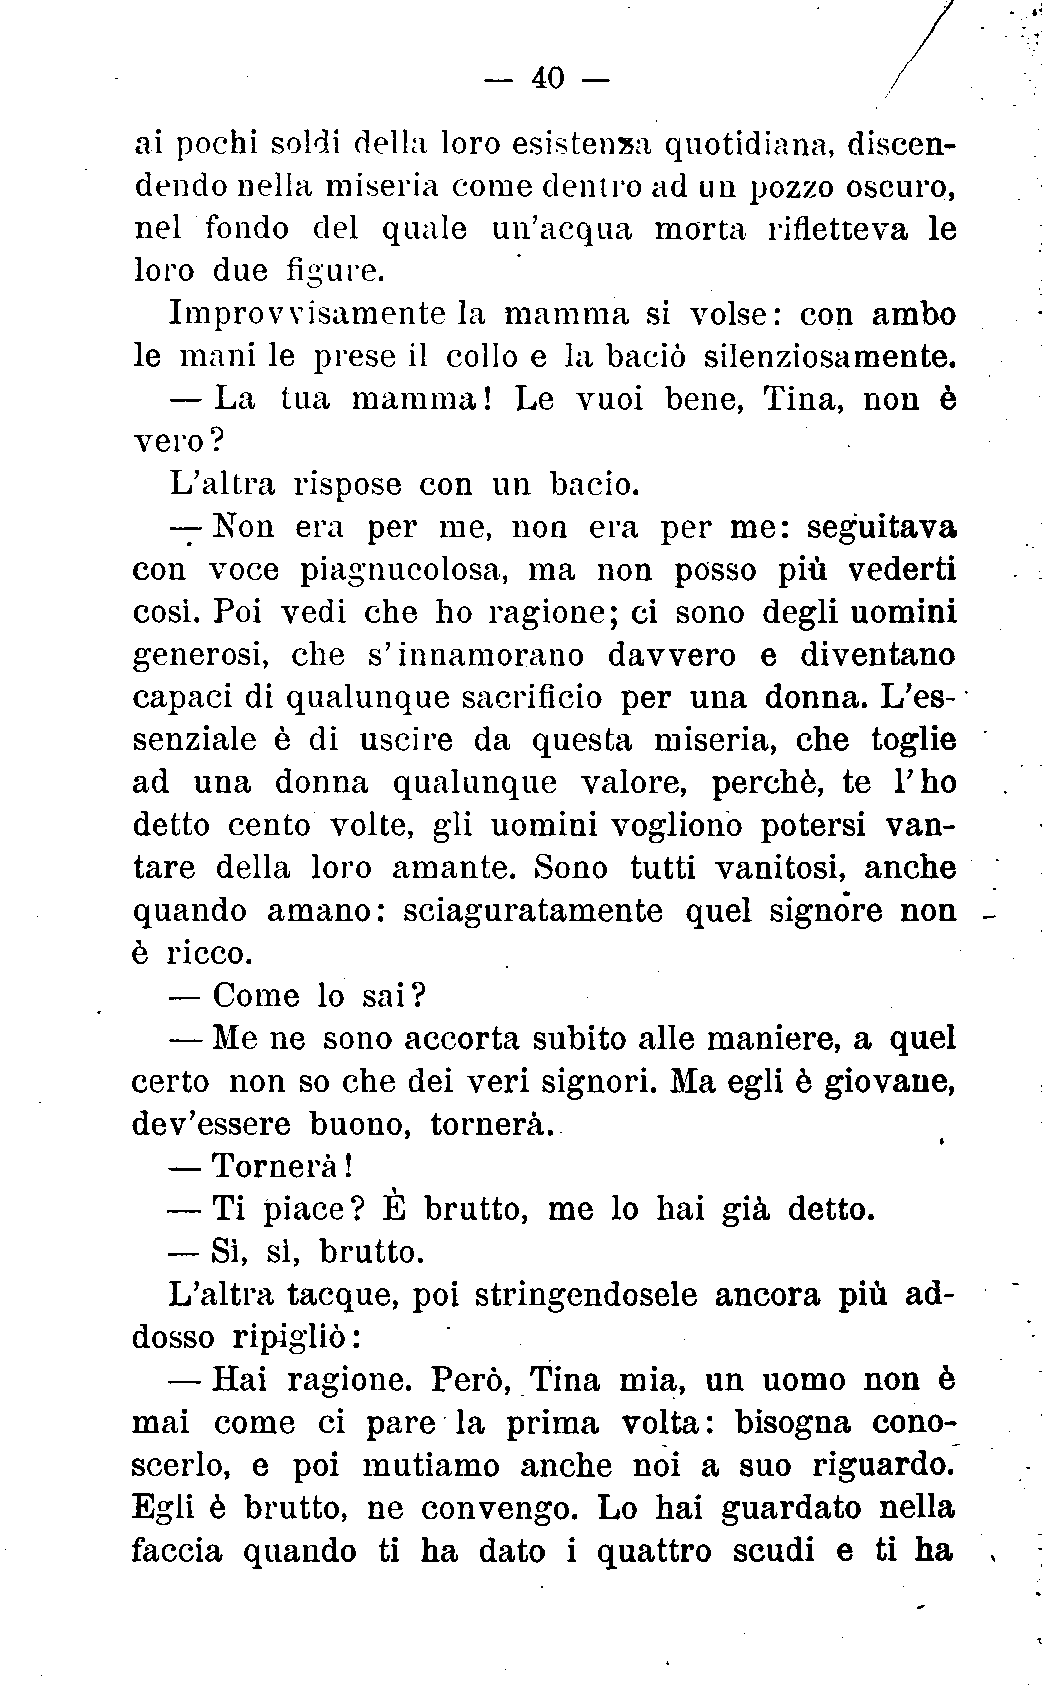 — 40 —
ai pochi soldi della loro esistenza quotidiana, discen-
dendo nella miseria come dentro ad un pozzo oscuro,
nel fondo del quale un'acqua morta rifletteva le
loro due figure.
Improvvisamente la mamma si volse: con ambo
le mani le prese il collo e la baciò silenziosamente.
— La tua mamma! Le vuoi bene, Tina, non è
vero?
L'altra rispose con un bacio.
— Non era per me, non era per me: seguitava
con voce piagnucolosa, ma non posso più vederti
così. Poi vedi che ho ragione; ci sono degli uomini
generosi, che s'innamorano davvero e diventano
capaci di qualunque sacrificio per una donna. L'es-
senziale è di uscire da questa miseria, che toglie
ad una donna qualunque valore, perchè, te l'ho
detto cento volte, gli uomini vogliono potersi van-
tare della loro amante. Sono tutti vanitosi, anche
quando amano: sciaguratamente quel signore non
è ricco.
— Come lo sai?
— Me ne sono accorta subito alle maniere, a quel
certo non so che dei veri signori. Ma egli è giovane,
dev'essere buono, tornerà.
— Tornerà!
— Ti piace? È brutto, me lo hai già detto.
— Sì, sì, brutto.
L'altra tacque, poi stringendosele ancora più ad-
dosso ripigliò:
— Hai ragione. Però, Tina mia, un uomo non è
mai come ci pare la prima volta: bisogna cono-
scerlo, e poi mutiamo anche noi a suo riguardo.
Egli è brutto, ne convengo. Lo hai guardato nella
faccia quando ti ha dato i quattro scudi e ti ha